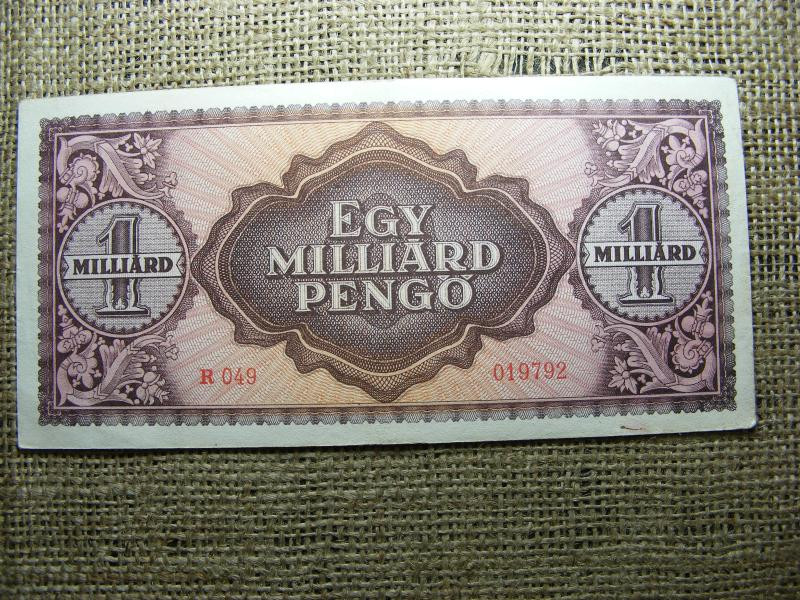 EGY
MILLIÁRD
PENGŐ
1
MILLIÁRD
1
MILLIÁRD
R 049
019792